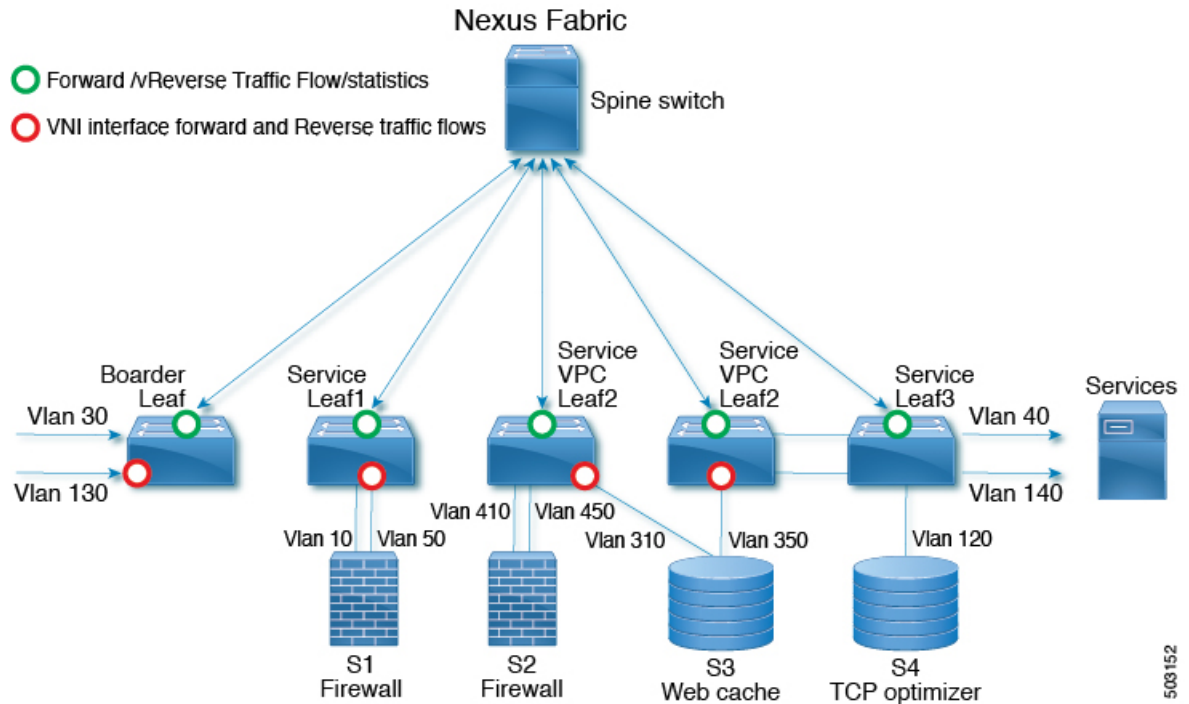 Nexus Fabric
Forward /vReverse Traffic Flow/statistics
VNI interface forward and Reverse traffic flows
Spine switch
Boarder
Leaf
Service
Leaf1
Service
VPC
Leaf2
Service
VPC
Leaf2
Service
Leaf3
Services
Vlan 30
Vlan 130
Vlan 40
Vlan 140
Vlan 10
Vlan 50
Vlan 410
Vlan 450
Vlan 310
Vlan 350
Vlan 120
S1
Firewall
S2
Firewall
S3
Web cache
S4
TCP optimizer
503152